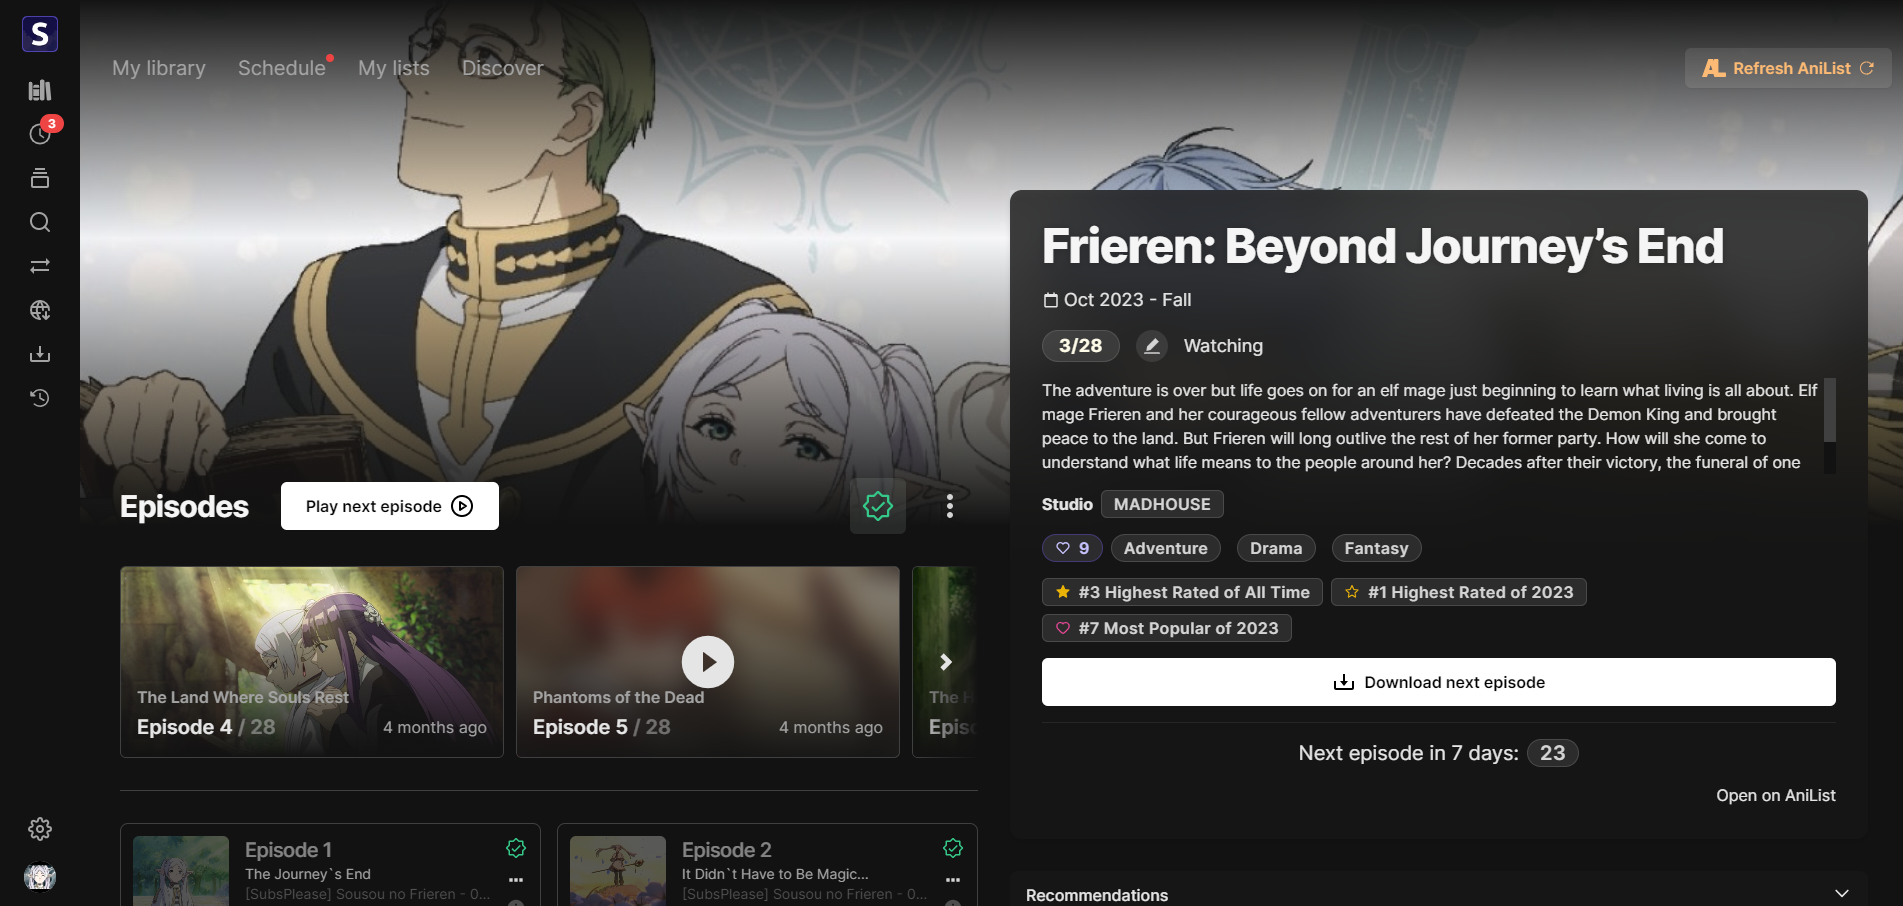 S
3
My library
Schedule
My lists
Discover
AL Refresh AniList
Frieren: Beyond Journey’s End
Oct 2023 - Fall
3/28
Watching
The adventure is over but life goes on for an elf mage just beginning to learn what living is all about. Elf
mage Frieren and her courageous fellow adventurers have defeated the Demon King and brought
peace to the land. But Frieren will long outlive the rest of her former party. How will she come to
understand what life means to the people around her? Decades after their victory, the funeral of one
Studio MADHOUSE
9 Adventure Drama Fantasy
#3 Highest Rated of All Time
#1 Highest Rated of 2023
#7 Most Popular of 2023
Download next episode
Next episode in 7 days: 23
Open on AniList
Recommendations
Episodes
Play next episode
The Land Where Souls Rest
Episode 4 / 28
4 months ago
Phantoms of the Dead
Episode 5 / 28
4 months ago
The
Episode 1
The Journey`s End
[SubsPlease] Sousou no Frieren - 0...
Episode 2
It Didn`t Have to Be Magic...
[SubsPlease] Sousou no Frieren - 0...